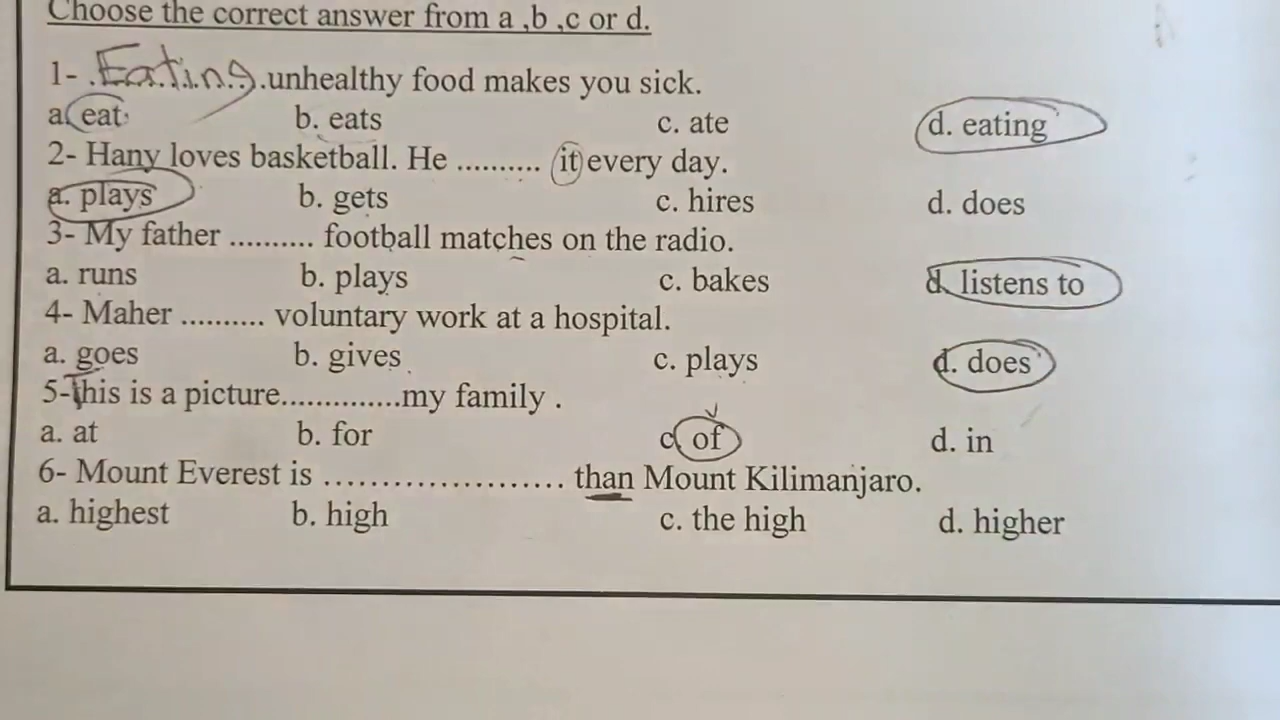 Choose the correct answer from a ,b ,c or d.
1- .Eating.unhealthy food makes you sick.
a. eat b. eats c. ate d. eating
2- Hany loves basketball. He .......... it every day.
a. plays b. gets c. hires d. does
3- My father .......... football matches on the radio.
a. runs b. plays c. bakes d. listens to
4- Maher .......... voluntary work at a hospital.
a. goes b. gives c. plays d. does
5-This is a picture..............my family .
a. at b. for c. of d. in
6- Mount Everest is ...................... than Mount Kilimanjaro.
a. highest b. high c. the high d. higher